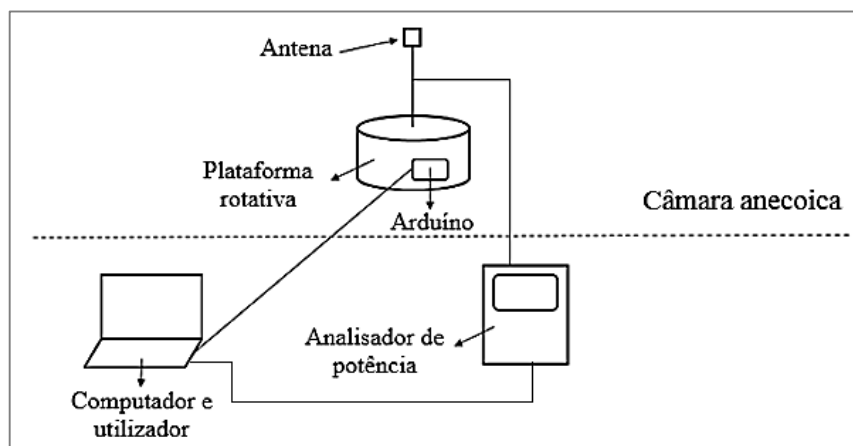 Antena
Plataforma
rotativa
Arduíno
Câmara anecoica
Analisador de
potência
Computador e
utilizador